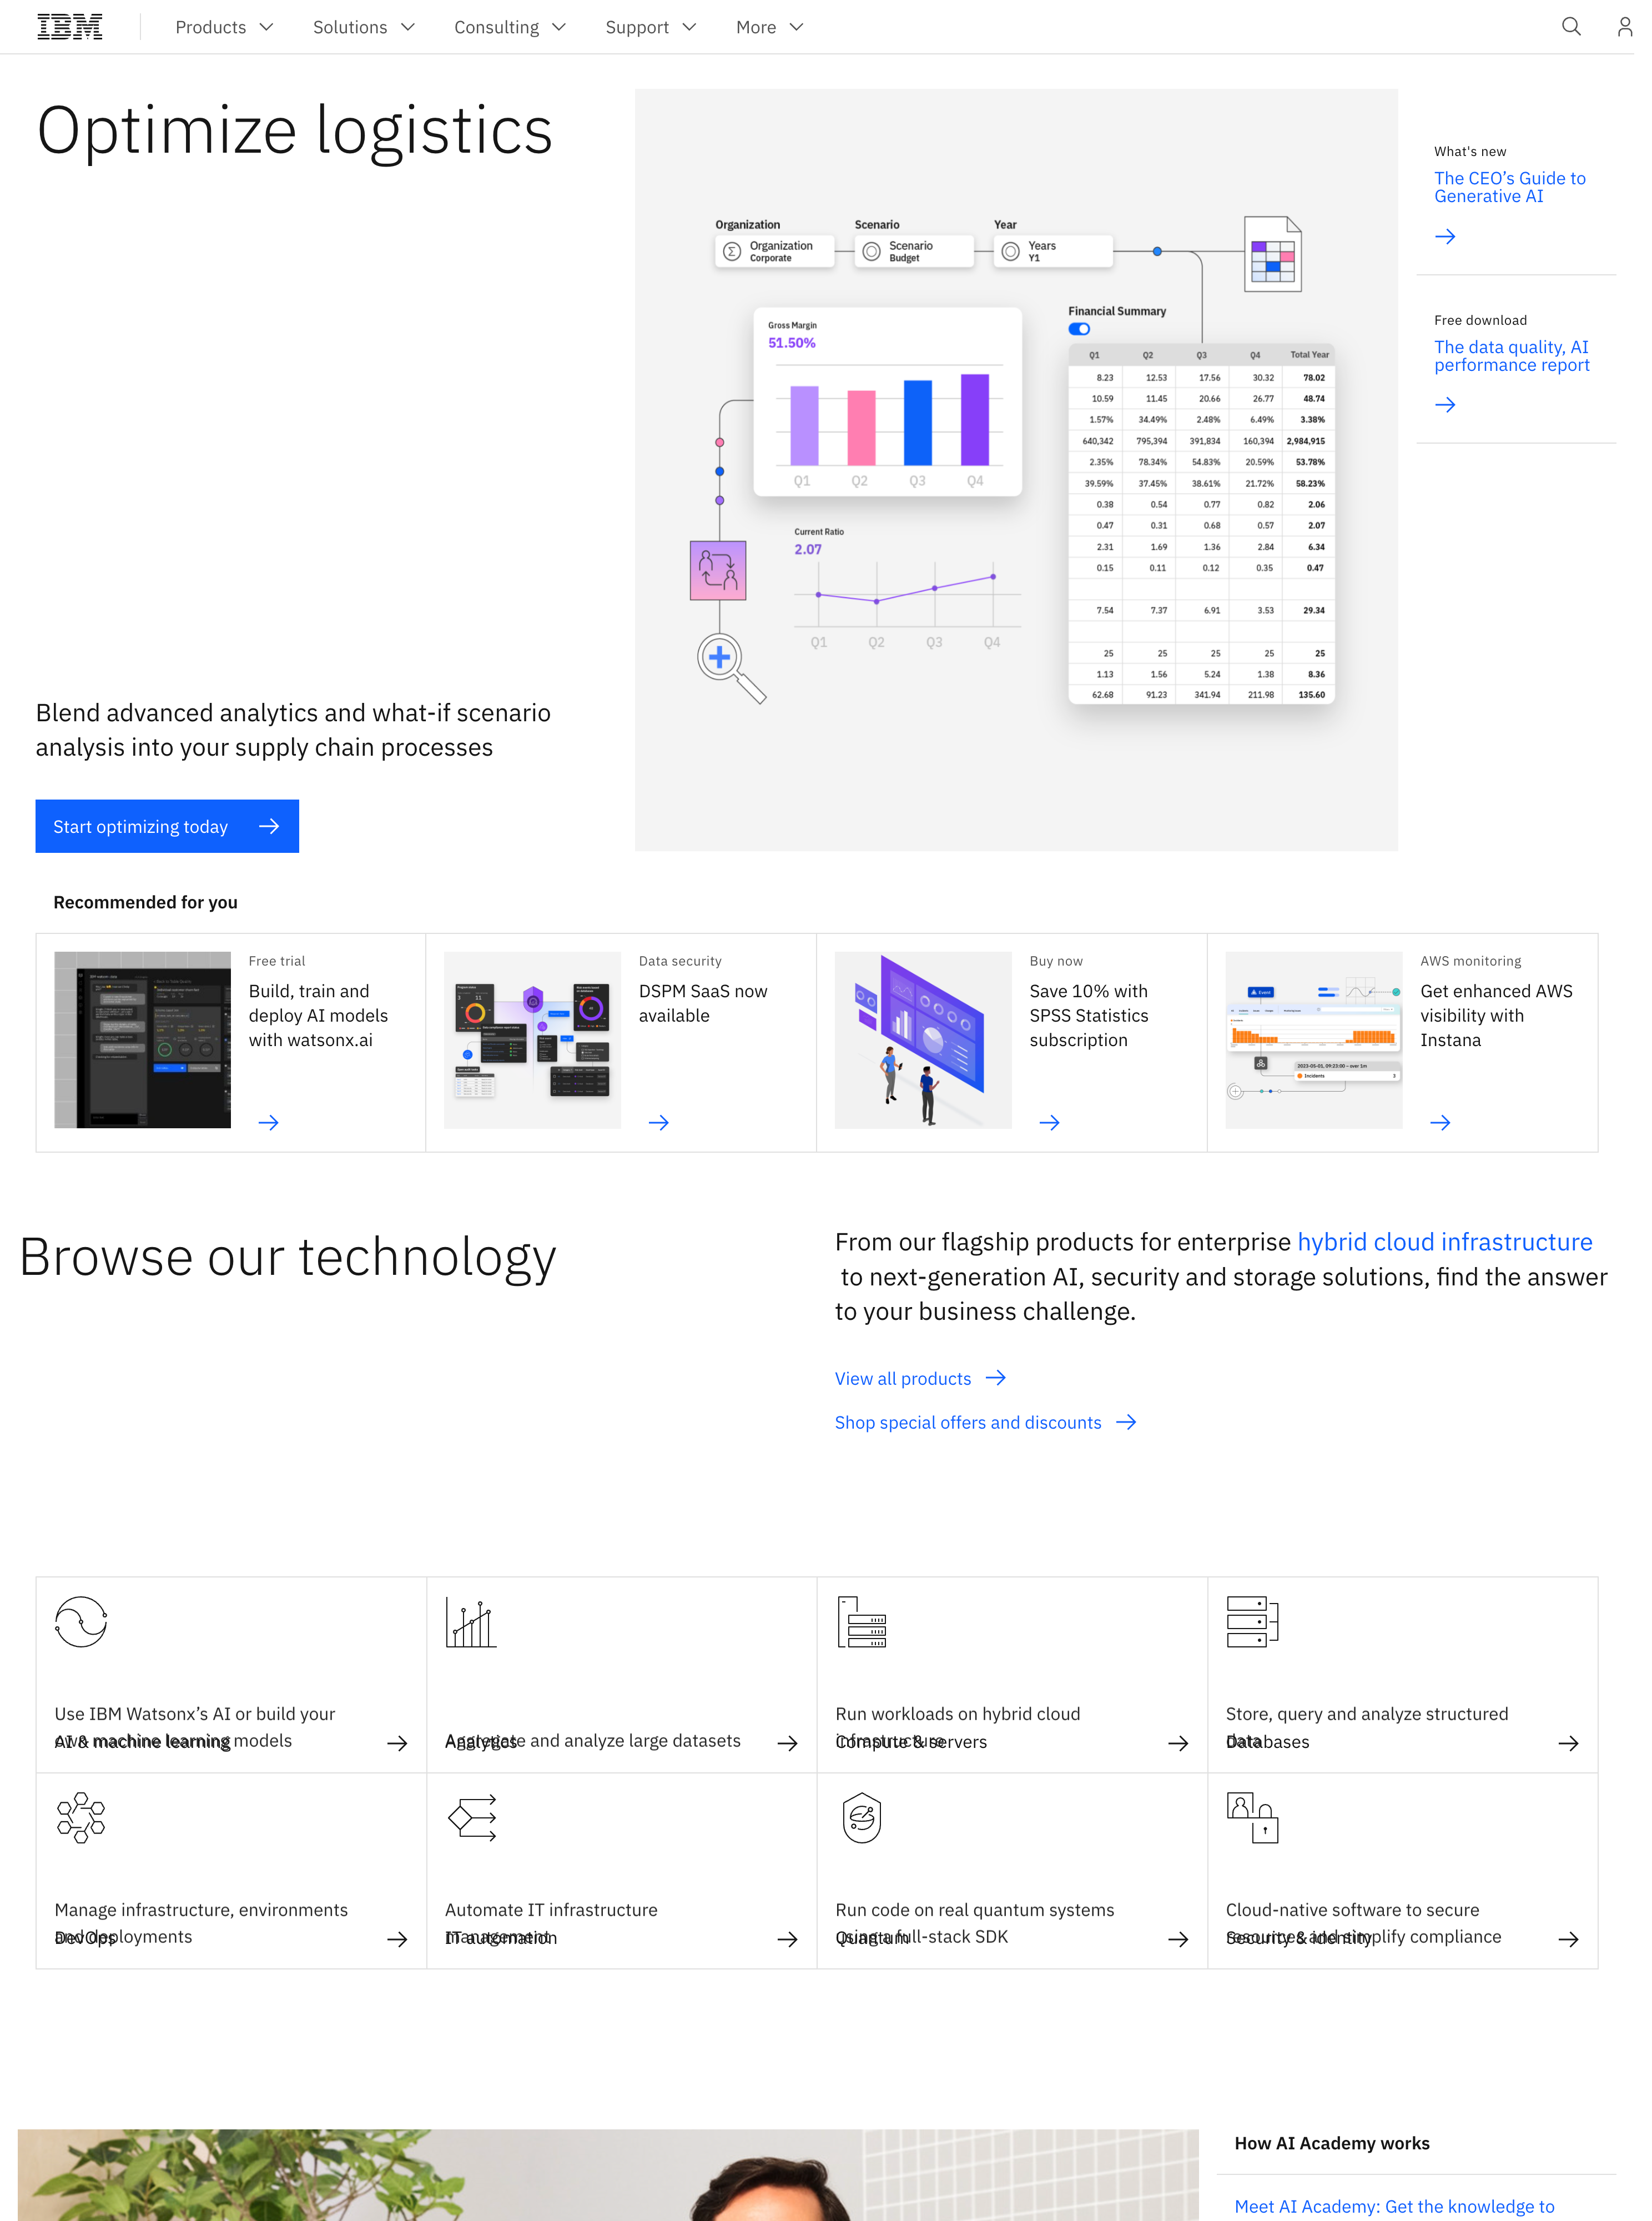 IBM
Products
Solutions
Consulting
Support
More
Optimize logistics
Blend advanced analytics and what-if scenario
analysis into your supply chain processes
Start optimizing today
Organization
Scenario
Year
Organization
Corporate
Scenario
Budget
Years
Y1
Gross Margin
51.50%
Q1 Q2 Q3 Q4
Current Ratio
2.07
Q1 Q2 Q3 Q4
Financial Summary
Q1 Q2 Q3 Q4 Total Year
8.23 12.53 17.56 30.32 78.02
10.59 11.45 20.66 26.77 48.74
1.57% 34.49% 2.48% 6.49% 3.38%
640,342 795,394 391,834 160,394 2,984,915
2.35% 78.34% 54.83% 20.59% 53.78%
39.59% 37.45% 38.61% 21.72% 58.23%
0.38 0.54 0.77 0.82 2.06
0.47 0.31 0.68 0.57 2.07
2.31 1.69 1.36 2.84 6.34
0.15 0.11 0.12 0.35 0.47
7.54 7.37 6.91 3.53 29.34
25 25 25 25 25
1.13 1.56 5.24 1.38 8.36
62.68 91.23 341.94 211.98 135.60
What's new
The CEO’s Guide to
Generative AI
Free download
The data quality, AI
performance report
Recommended for you
Free trial
Build, train and
deploy AI models
with watsonx.ai
Data security
DSPM SaaS now
available
Buy now
Save 10% with
SPSS Statistics
subscription
Event
2023-05-01, 09:23:00 – over 1m
Incidents 3
AWS monitoring
Get enhanced AWS
visibility with
Instana
Browse our technology
From our flagship products for enterprise hybrid cloud infrastructure
to next-generation AI, security and storage solutions, find the answer
to your business challenge.
View all products
Shop special offers and discounts
Use IBM Watsonx’s AI or build your
own machine learning models
AI & machine learning
Aggregate and analyze large datasets
Analytics
Run workloads on hybrid cloud
infrastructure
Compute & servers
Store, query and analyze structured
data
Databases
Manage infrastructure, environments
and deployments
DevOps
Automate IT infrastructure
management
IT automation
Run code on real quantum systems
using a full-stack SDK
Quantum
Cloud-native software to secure
resources and simplify compliance
Security & identity
How AI Academy works
Meet AI Academy: Get the knowledge to